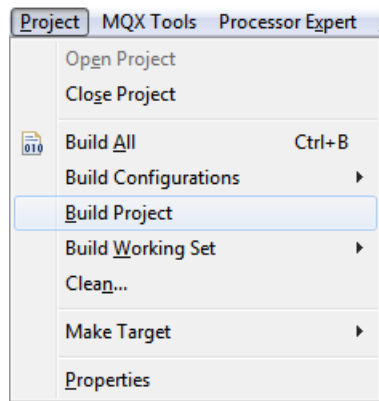 Project MQX Tools Processor Expert
Open Project
Close Project
010
Build All Ctrl+B
Build Configurations
Build Project
Build Working Set
Clean...
Make Target
Properties